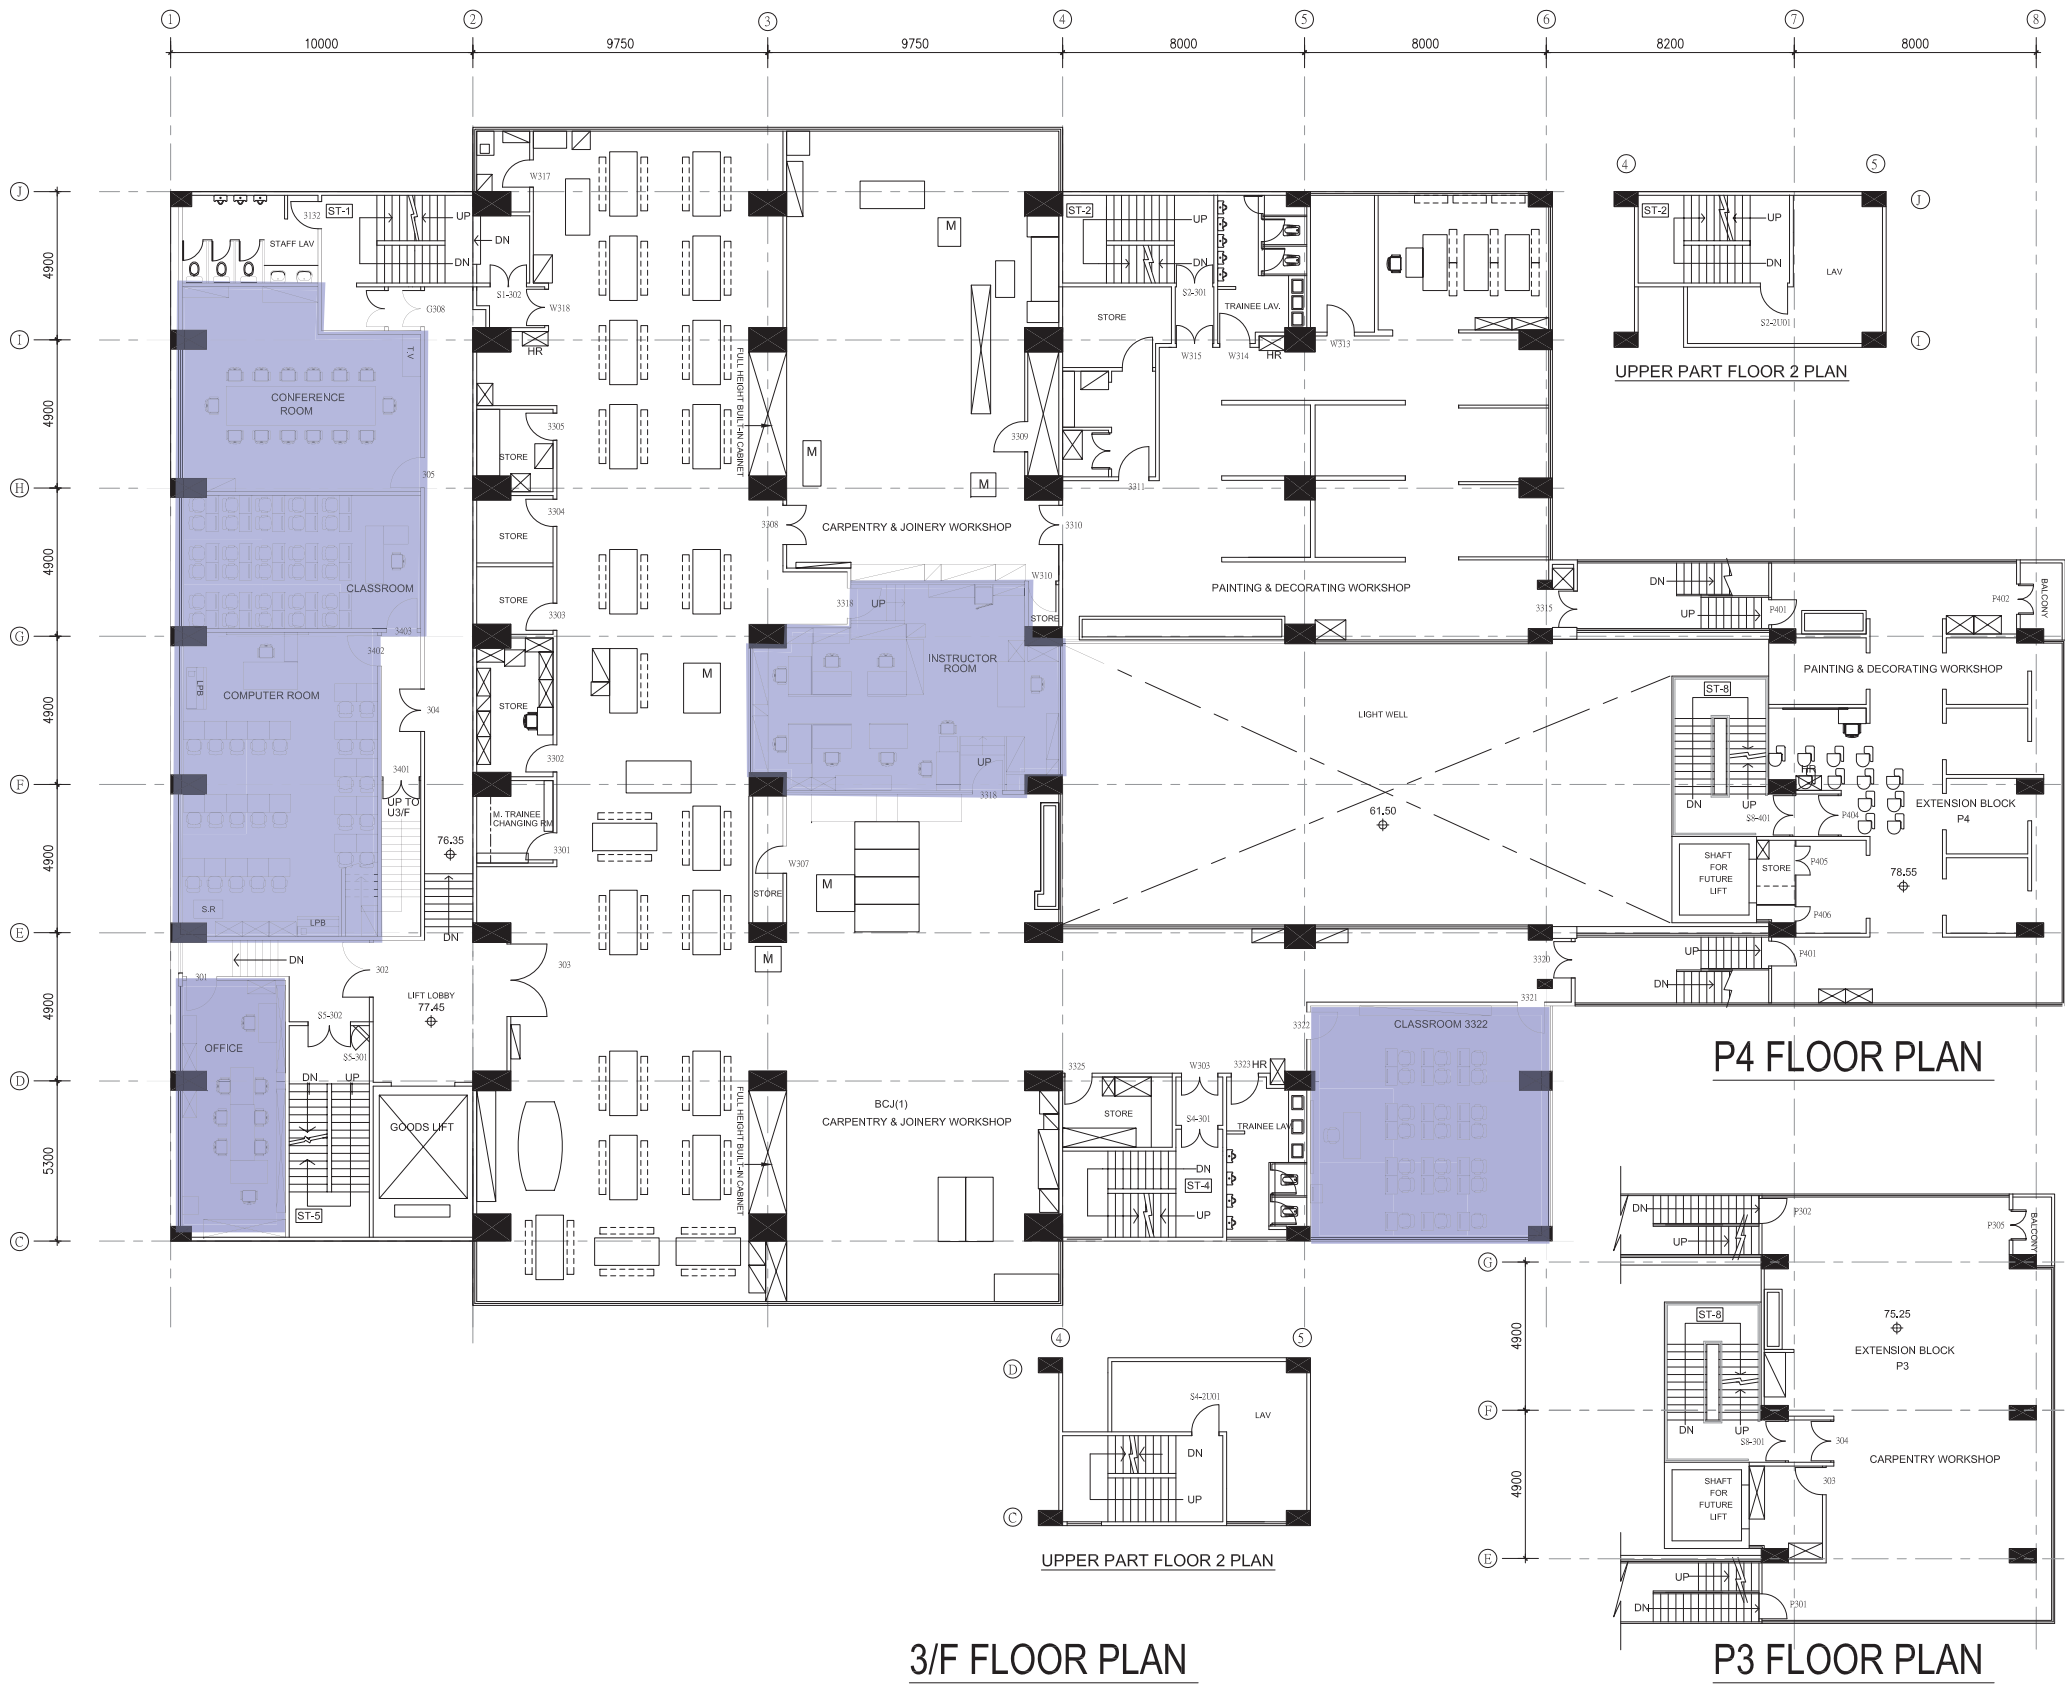 1 2 3 4 5 6 7 8
10000 9750 9750 8000 8000 8200 8000
J
I
H
G
F
E
D
C
4900
4900
4900
4900
4900
4900
5300
3132
ST-1
UP
STAFF LAV
DN
DN
S1-302
G308
W317
W318
HR
T.V
CONFERENCE
ROOM
305
CLASSROOM
3403
3402
COMPUTER ROOM
LPB
304
3401
UP TO
U3/F
76.35
S.R
LPB
DN
DN
301
302
LIFT LOBBY
77.45
303
S5-302
S5-301
OFFICE
DN
UP
GOODS LIFT
ST-5
3305
STORE
3304
STORE
STORE
3303
STORE
3302
M. TRAINEE
CHANGING RM
3301
FULL HEIGHT BUILT-IN CABINET
M
M
M
M
3309
3308
CARPENTRY & JOINERY WORKSHOP
3310
W310
3318
UP
STORE
INSTRUCTOR
ROOM
UP
3318
M
W307
STORE
M
FULL HEIGHT BUILT-IN CABINET
BCJ(1)
CARPENTRY & JOINERY WORKSHOP
ST-2
UP
DN
S2-301
STORE
TRAINEE LAV.
W315
W314
HR
W313
3311
PAINTING & DECORATING WORKSHOP
LIGHT WELL
61.50
3315
3320
3321
3322
CLASSROOM 3322
3325
W303
3323
HR
STORE
S4-301
TRAINEE LAV.
DN
ST-4
UP
4 5
J
I
ST-2
UP
DN
LAV
S2-2U01
UPPER PART FLOOR 2 PLAN
DN
UP
P401
P402
BALCONY
PAINTING & DECORATING WORKSHOP
ST-8
HR
DN
UP
S8-401
P404
EXTENSION BLOCK
P4
SHAFT
FOR
FUTURE
LIFT
STORE
P405
78.55
P406
UP
P401
DN
P4 FLOOR PLAN
4 5
D
C
S4-2U01
LAV
DN
UP
UPPER PART FLOOR 2 PLAN
G
F
E
4900
4900
DN
UP
P302
P305
BALCONY
ST-8
75.25
EXTENSION BLOCK
P3
DN
UP
S8-301
304
CARPENTRY WORKSHOP
SHAFT
FOR
FUTURE
LIFT
303
UP
DN
P301
3/F FLOOR PLAN
P3 FLOOR PLAN